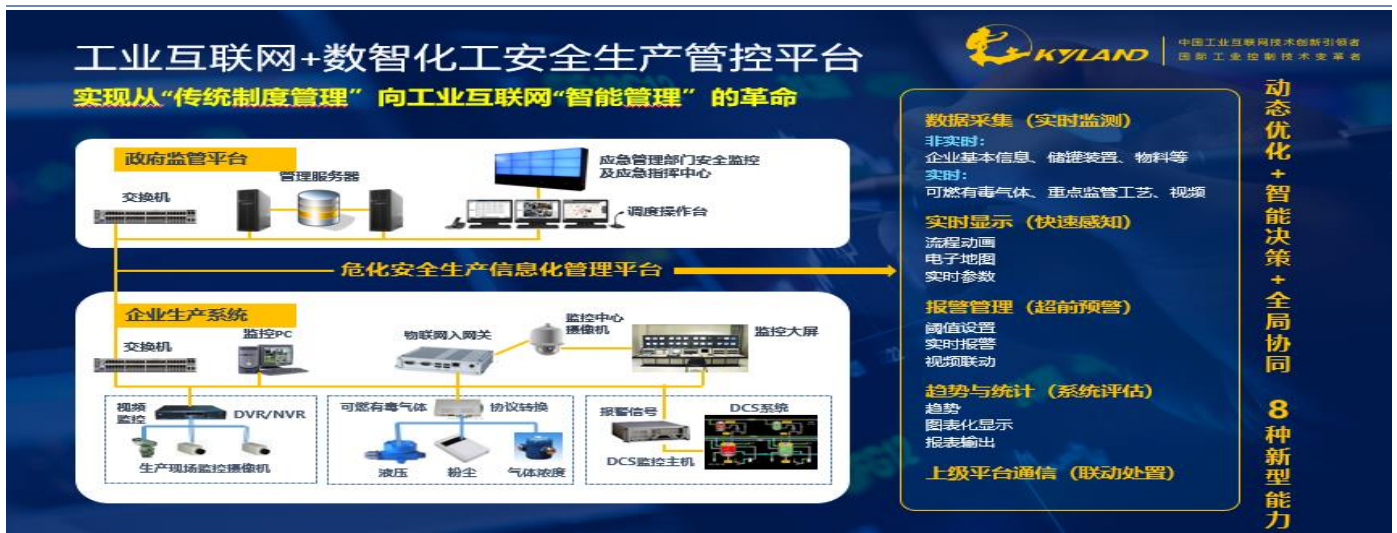 工业互联网+数智化工安全生产管控平台
实现从“传统制度管理”向工业互联网“智能管理”的革命
KYLAND
中国工业互联网技术创新引领者
国际工业控制技术变革者
政府监管平台
交换机
管理服务器
应急管理部门安全监控
及应急指挥中心
调度操作台
危化安全生产信息化管理平台
企业生产系统
交换机
监控PC
物联网入网关
监控中心
摄像机
监控大屏
视频
监控
DVR/NVR
生产现场监控摄像机
可燃有毒气体
协议转换
液压
粉尘
气体浓度
报警信号
DCS系统
DCS监控主机
数据采集（实时监测）
非实时：
企业基本信息、储罐装置、物料等
实时：
可燃有毒气体、重点监管工艺、视频
实时显示（快速感知）
流程动画
电子地图
实时参数
报警管理（超前预警）
阈值设置
实时报警
视频联动
趋势与统计（系统评估）
趋势
图表化显示
报表输出
上级平台通信（联动处置）
动态优化+智能决策+全局协同 8种新型能力